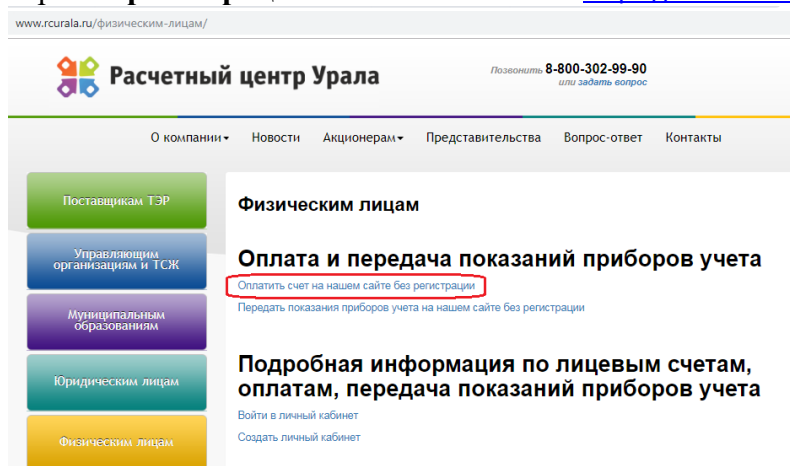 www.rcurala.ru/физическим-лицам/
Расчетный центр Урала
Позвонить 8-800-302-99-90
или задать вопрос
О компании Новости Акционерам Представительства Вопрос-ответ Контакты
Поставщикам ТЭР
Управляющим
организациям и ТСЖ
Муниципальным
образованиям
Юридическим лицам
Физическим лицам
Физическим лицам
Оплата и передача показаний приборов учета
Оплатить счет на нашем сайте без регистрации
Передать показания приборов учета на нашем сайте без регистрации
Подробная информация по лицевым счетам,
оплатам, передача показаний приборов учета
Войти в личный кабинет
Создать личный кабинет